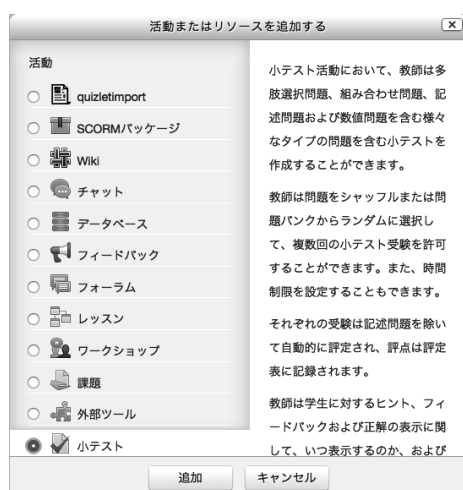 活動またはリソースを追加する
活動
quizletimport
SCORMパッケージ
Wiki
チャット
データベース
フィードバック
フォーラム
レッスン
ワークショップ
課題
外部ツール
小テスト
小テスト活動において、教師は多
肢選択問題、組み合わせ問題、記
述問題および数値問題を含む様々
なタイプの問題を含む小テストを
作成することができます。
教師は問題をシャッフルまたは問
題バンクからランダムに選択し
て、複数回の小テスト受験を許可
することができます。また、時間
制限を設定することもできます。
それぞれの受験は記述問題を除い
て自動的に評定され、評点は評定
表に記録されます。
教師は学生に対するヒント、フィ
ードバックおよび正解の表示に関
して、いつ表示するのか、および
追加
キャンセル